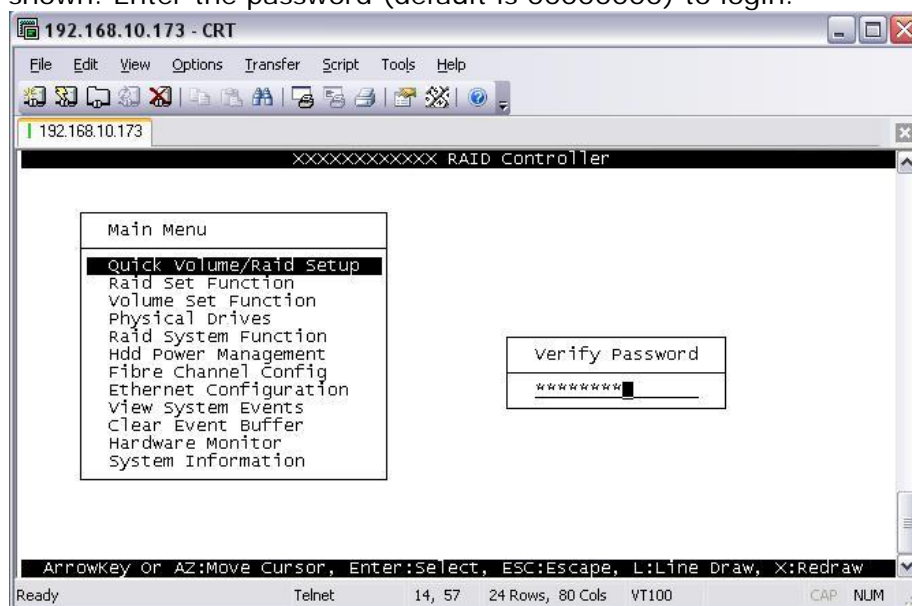 shown. Enter the password (default is 00000000) to login.
192.168.10.173 - CRT
File Edit View Options Transfer Script Tools Help
192.168.10.173
XXXXXXXXXXXX RAID Controller
Main Menu
Quick Volume/Raid Setup
Raid Set Function
Volume Set Function
Physical Drives
Raid System Function
Hdd Power Management
Fibre Channel Config
Ethernet Configuration
View System Events
Clear Event Buffer
Hardware Monitor
System Information
Verify Password
********
ArrowKey Or AZ:Move Cursor, Enter:Select, ESC:Escape, L:Line Draw, X:Redraw
Ready Telnet 14, 57 24 Rows, 80 Cols VT100 CAP NUM